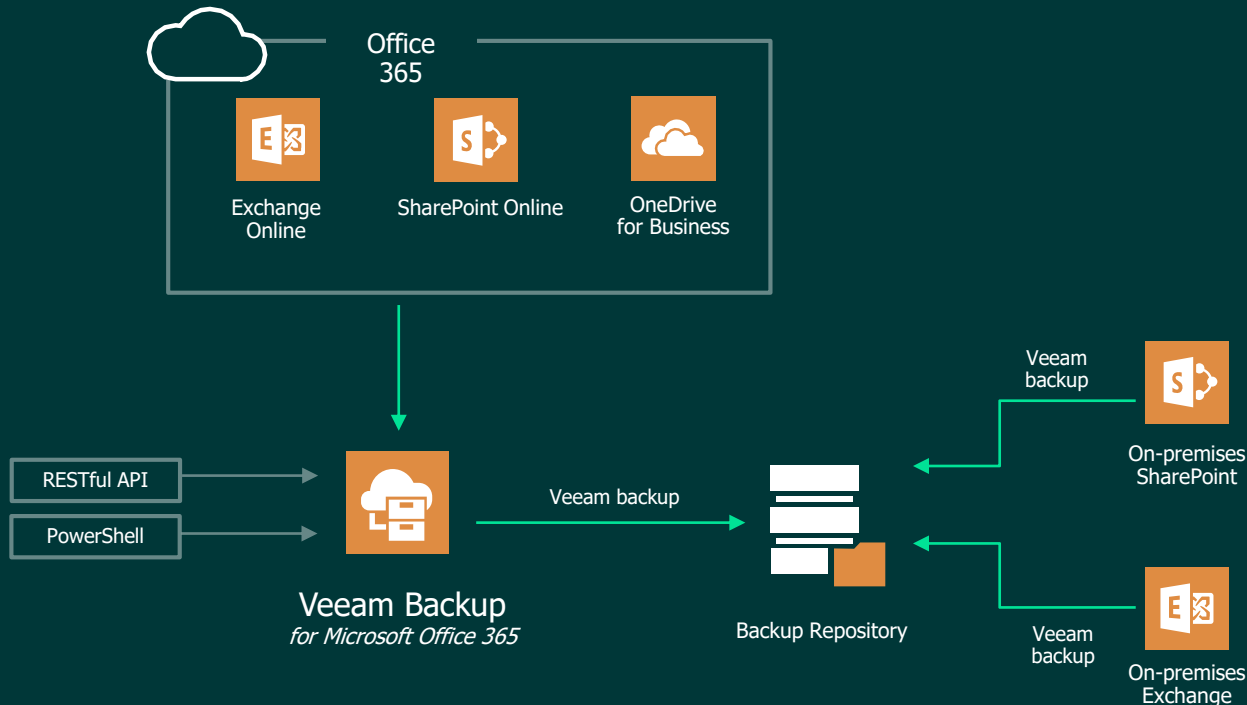 Office
365
E
S
Exchange
Online
SharePoint Online
OneDrive
for Business
RESTful API
PowerShell
Veeam Backup
for Microsoft Office 365
Veeam backup
Backup Repository
Veeam
backup
S
On-premises
SharePoint
Veeam
backup
E
On-premises
Exchange